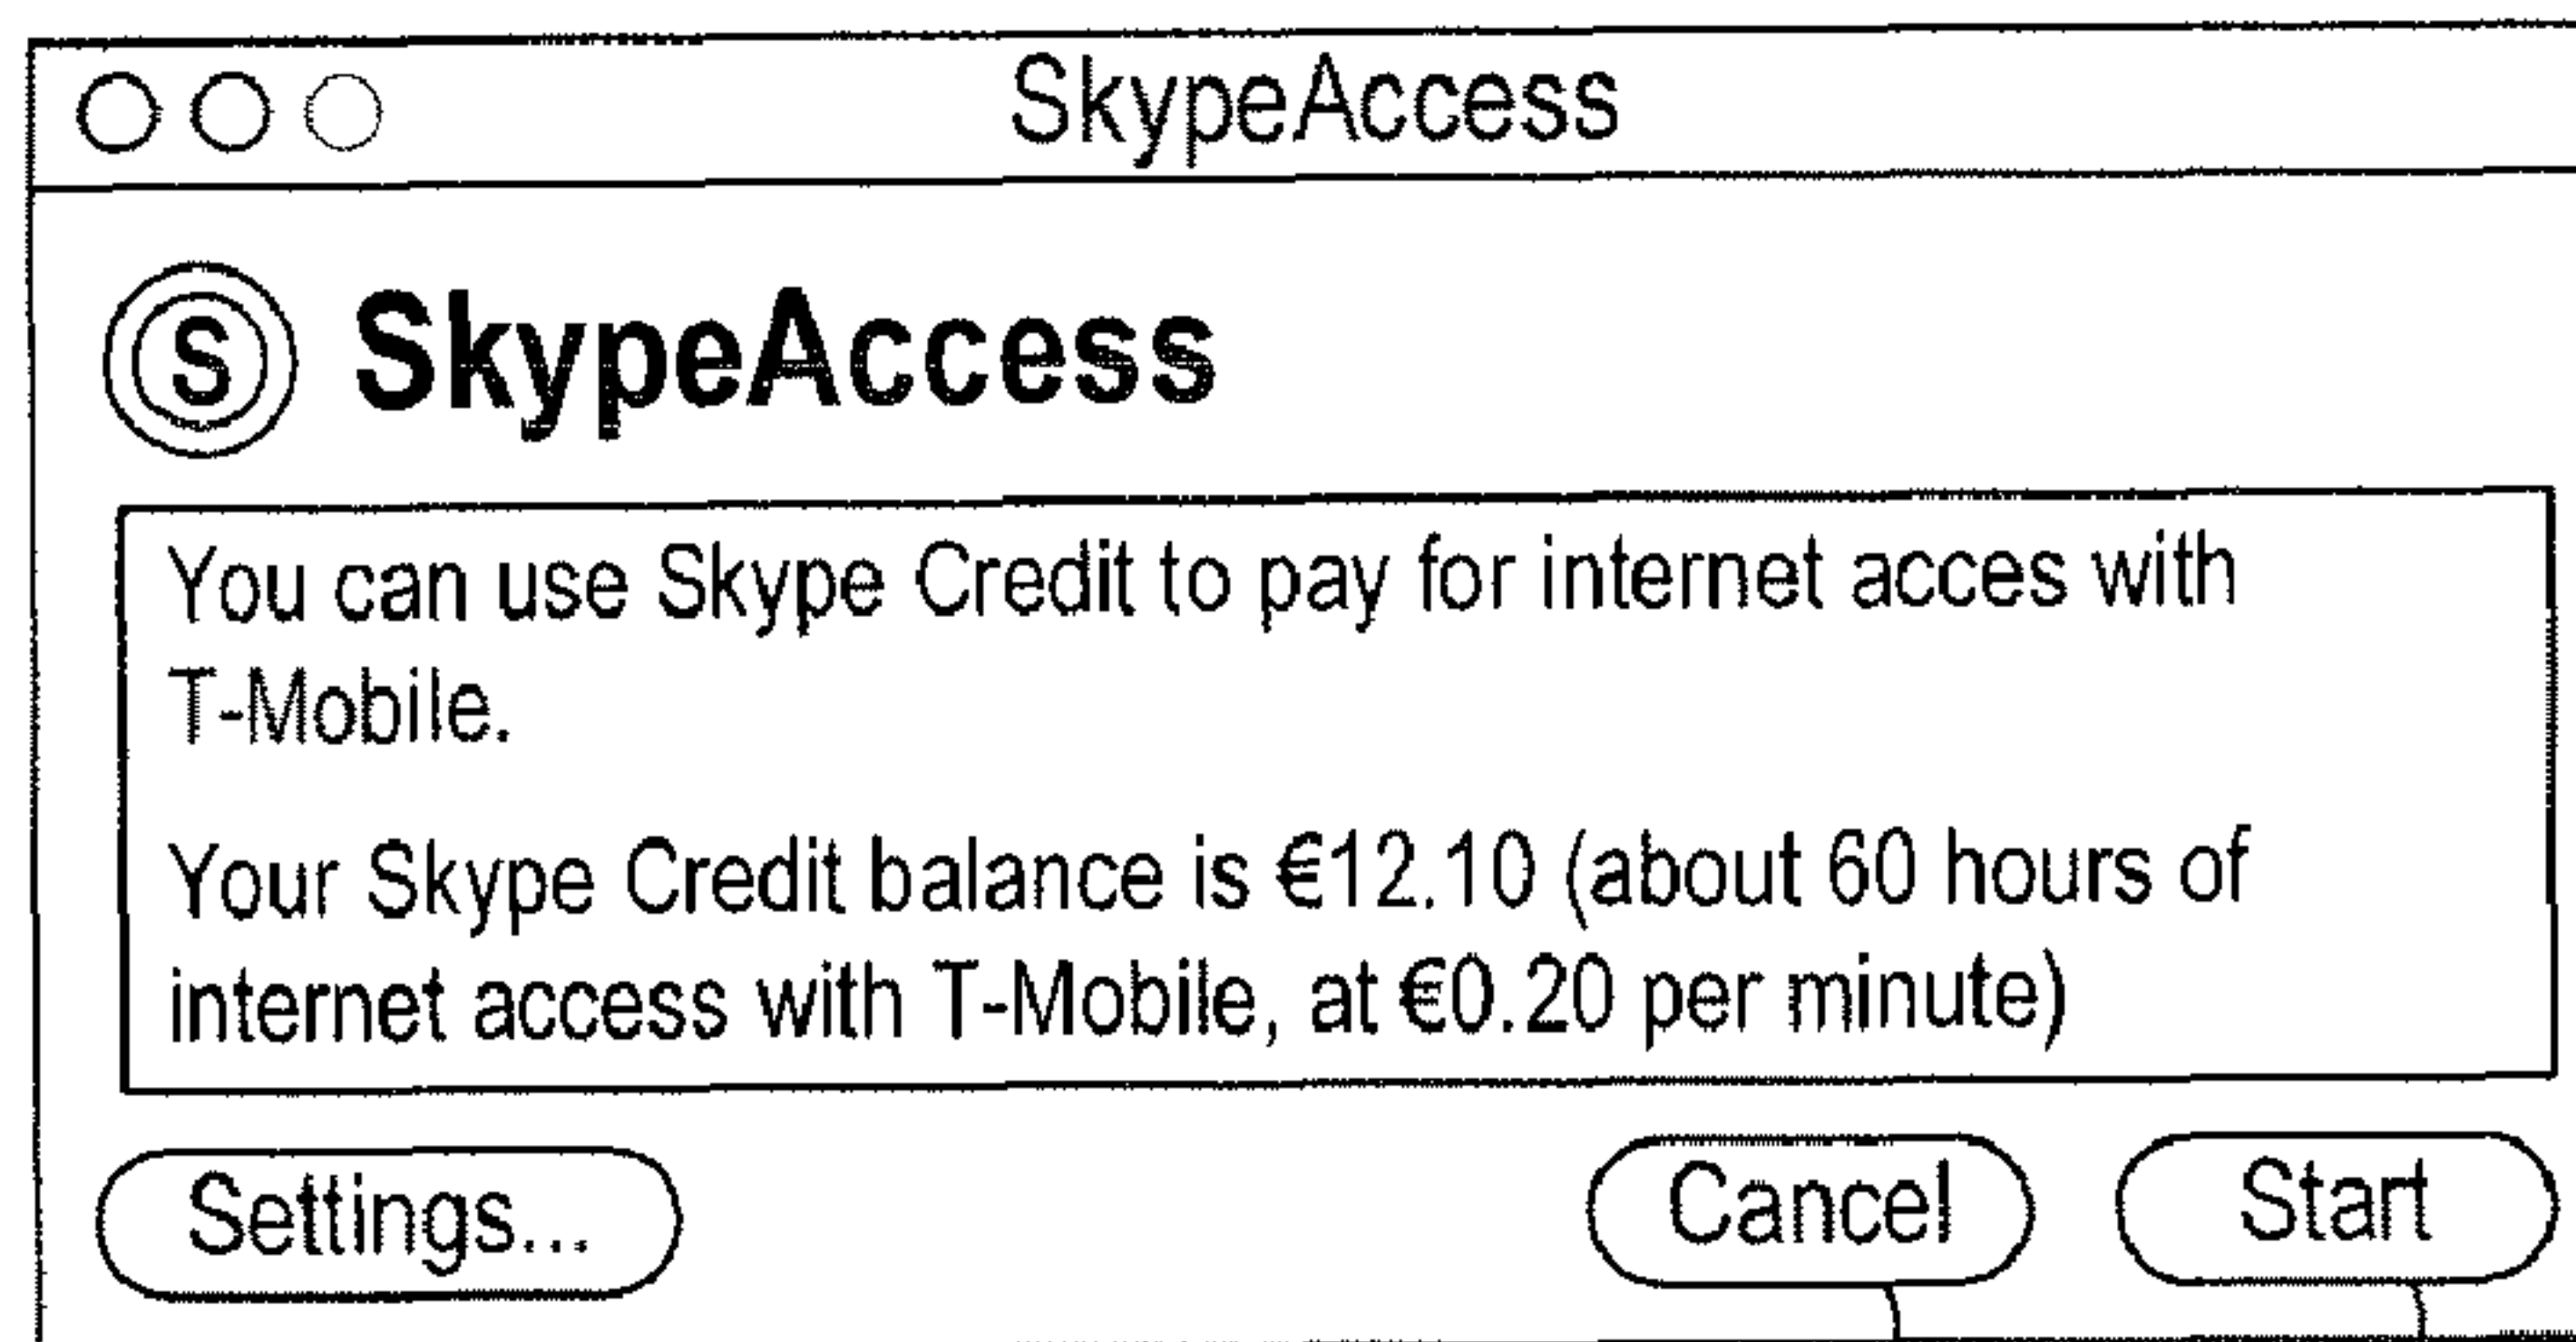 SkypeAccess
S SkypeAccess
You can use Skype Credit to pay for internet acces with
T-Mobile.
Your Skype Credit balance is €12.10 (about 60 hours of
internet access with T-Mobile, at €0.20 per minute)
Settings... Cancel Start